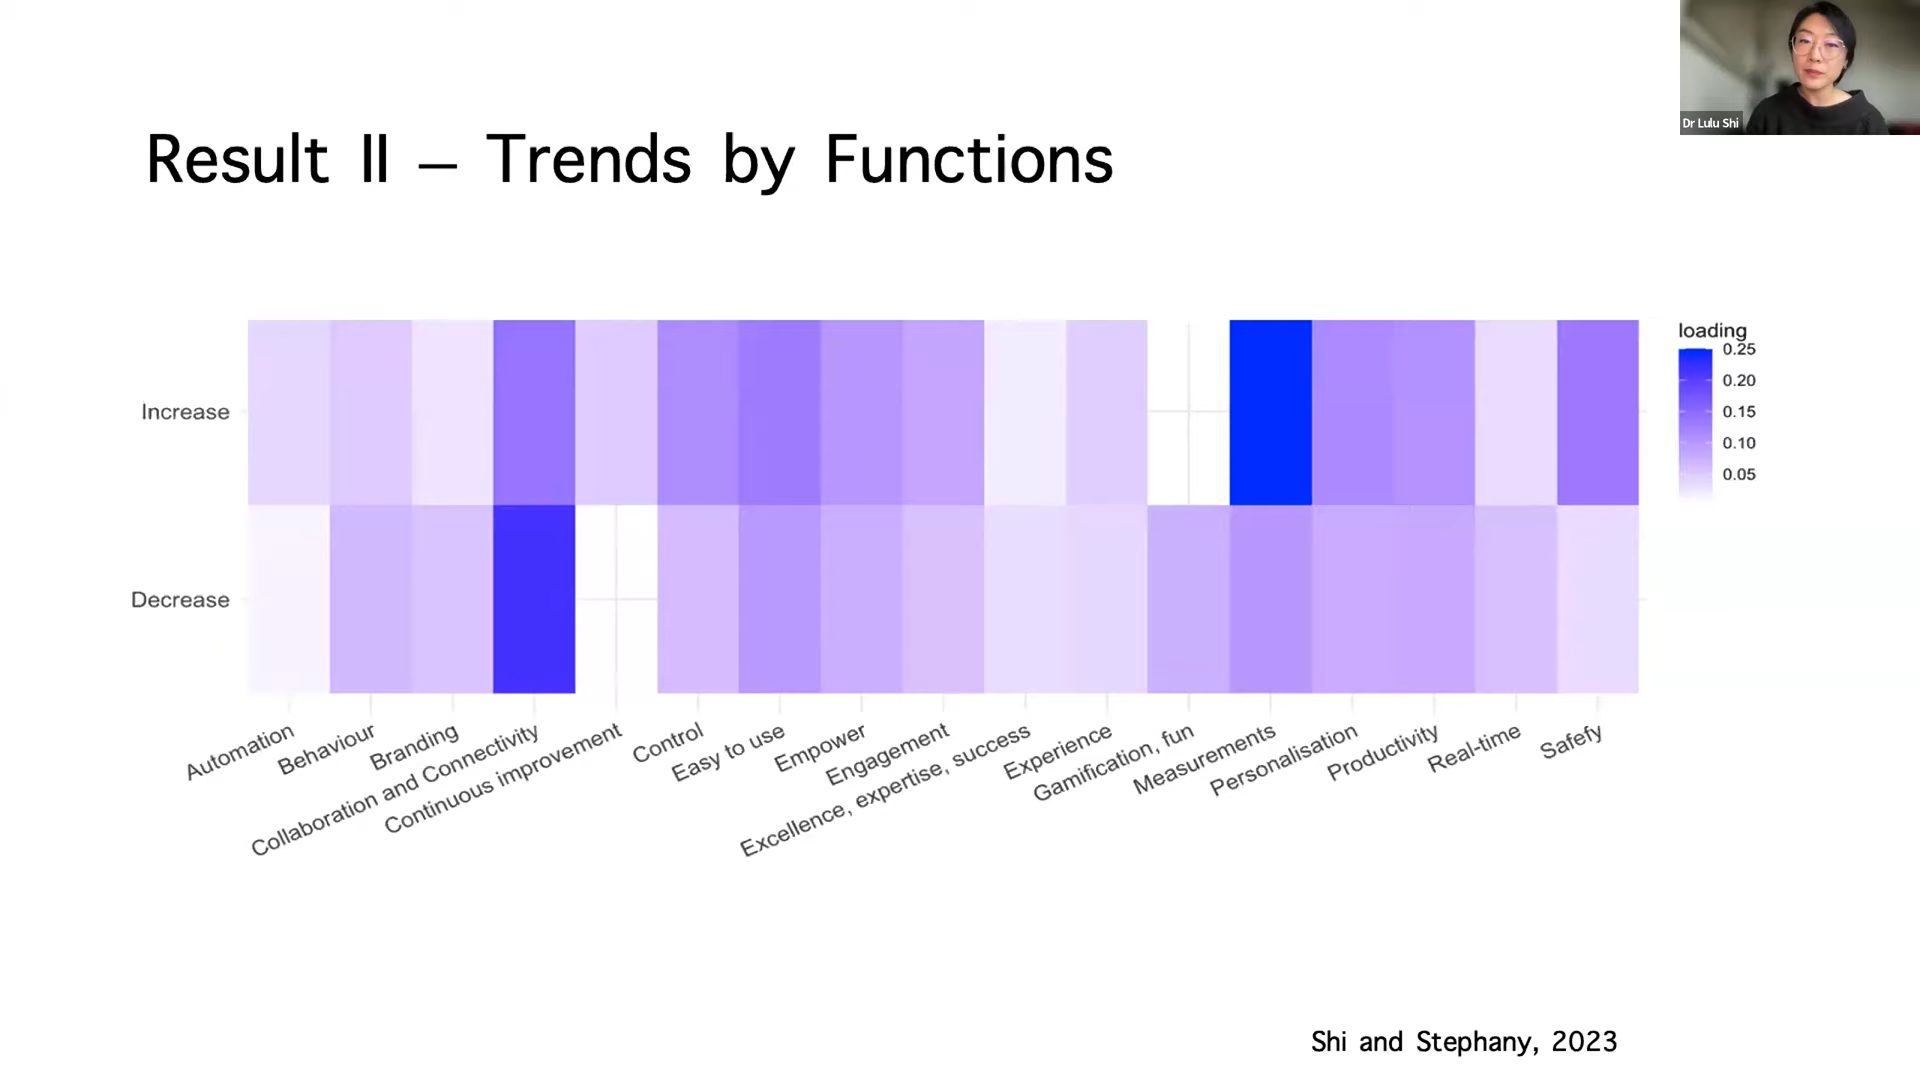 Dr Lulu Shi
Result II – Trends by Functions
loading
0.25
0.20
0.15
0.10
0.05
Increase
Decrease
Automation
Behaviour
Branding
Collaboration and Connectivity
Continuous improvement
Control
Easy to use
Empower
Engagement
Excellence, expertise, success
Experience
Gamification, fun
Measurements
Personalisation
Productivity
Real-time
Safefy
Shi and Stephany, 2023